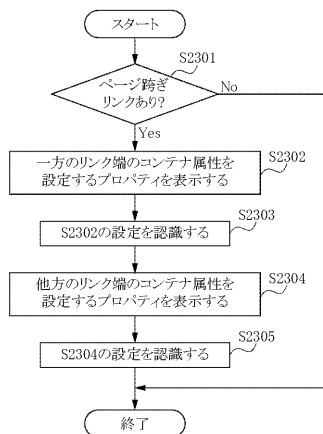 スタート
S2301
ページ跨ぎ
リンクあり?
No
Yes
一方のリンク端のコンテナ属性を
設定するプロパティを表示する
S2302
S2302の設定を認識する
S2303
他方のリンク端のコンテナ属性を
設定するプロパティを表示する
S2304
S2304の設定を認識する
S2305
終了